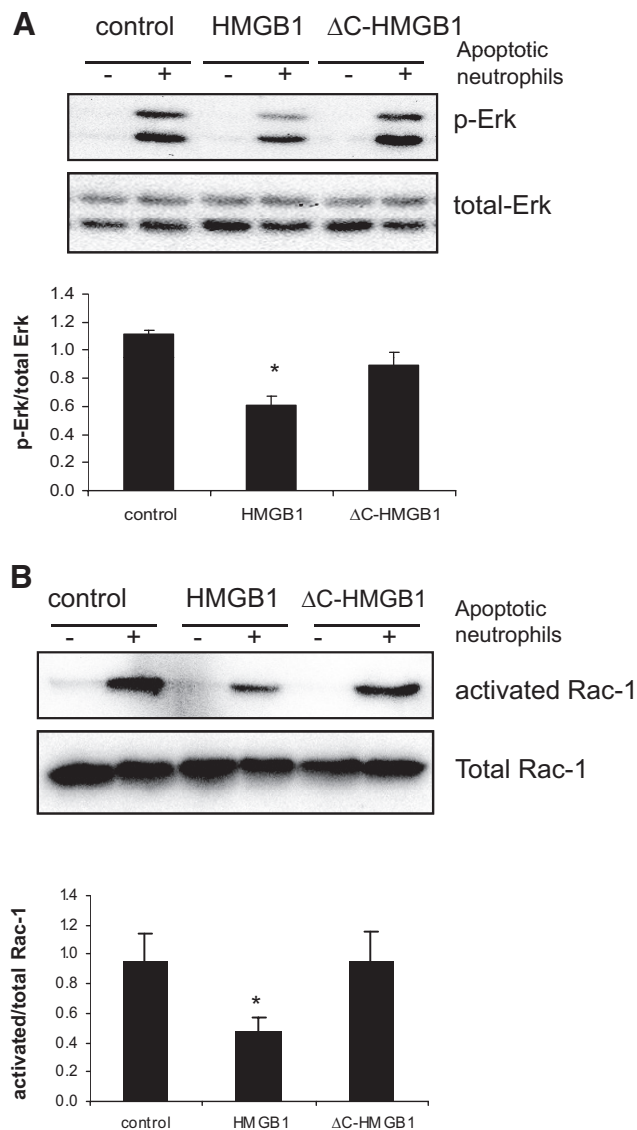 A
control HMGB1 ΔC-HMGB1
Apoptotic
neutrophils
- + - + - +
p-Erk
total-Erk
p-Erk/total Erk
1.4
1.2
1.0
0.8
0.6
0.4
0.2
0.0
*
control HMGB1 ΔC-HMGB1
B
control HMGB1 ΔC-HMGB1
Apoptotic
neutrophils
- + - + - +
activated Rac-1
Total Rac-1
activated/total Rac-1
1.4
1.2
1.0
0.8
0.6
0.4
0.2
0.0
*
control HMGB1 ΔC-HMGB1